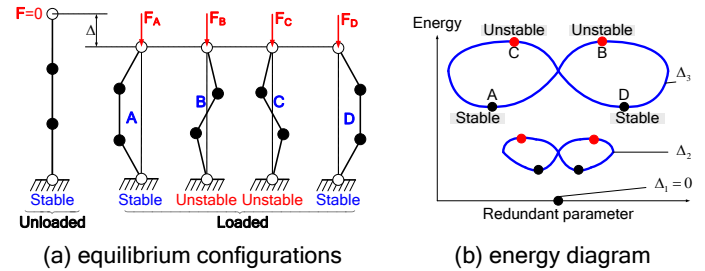 F=0
Δ
F_A
F_B
F_C
F_D
A
B
C
D
Stable
Stable
Unstable
Unstable
Stable
Unloaded
Loaded
(a) equilibrium configurations
Energy
Unstable
Unstable
C
B
A
D
Δ₃
Stable
Stable
Δ₂
Δ₁ = 0
Redundant parameter
(b) energy diagram